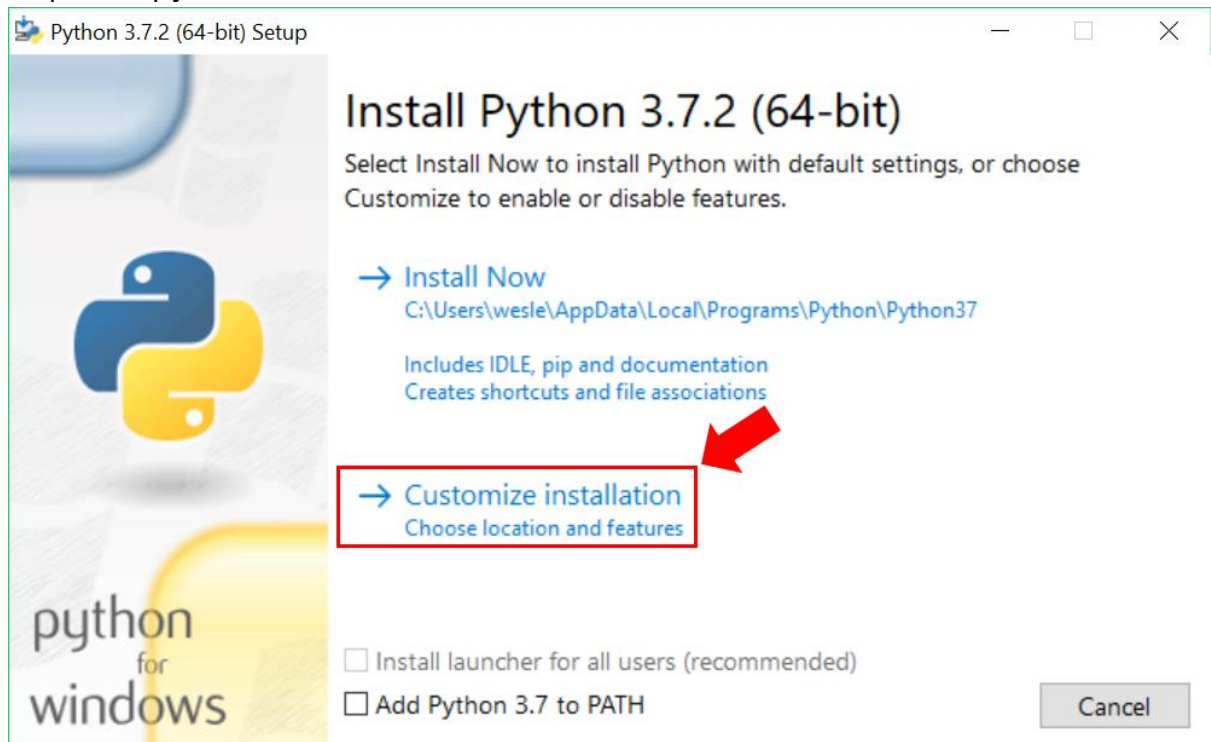 Python 3.7.2 (64-bit) Setup
Install Python 3.7.2 (64-bit)
Select Install Now to install Python with default settings, or choose
Customize to enable or disable features.
→ Install Now
C:\Users\wesle\AppData\Local\Programs\Python\Python37
Includes IDLE, pip and documentation
Creates shortcuts and file associations
→ Customize installation
Choose location and features
python
for
windows
Install launcher for all users (recommended)
Add Python 3.7 to PATH
Cancel